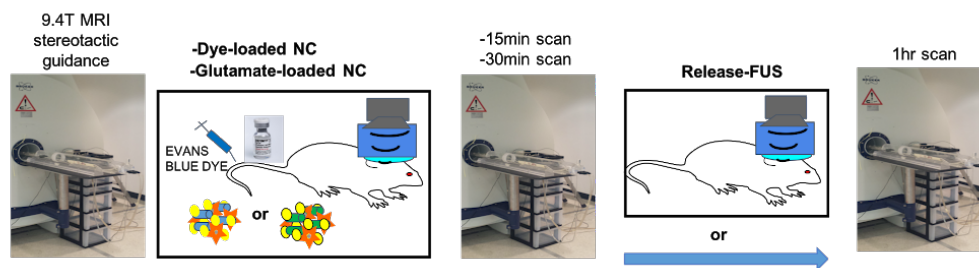 9.4T MRI
stereotactic
guidance
-Dye-loaded NC
-Glutamate-loaded NC
EVANS
BLUE DYE
or
-15min scan
-30min scan
Release-FUS
or
1hr scan